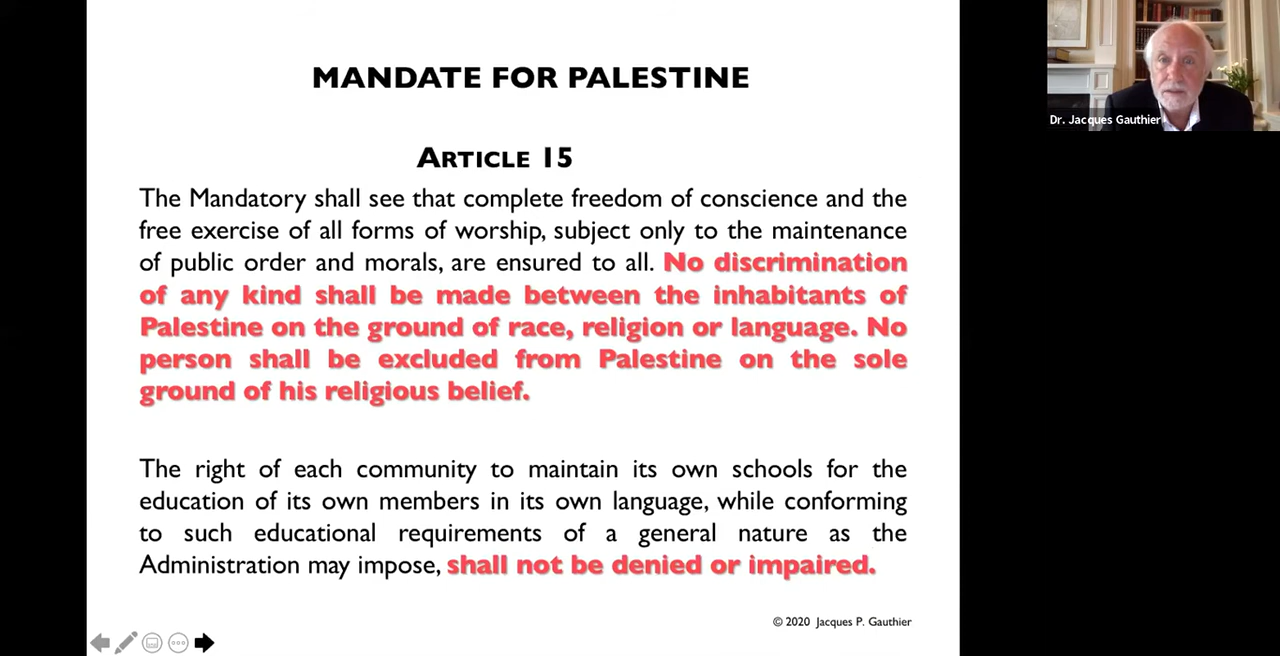 MANDATE FOR PALESTINE
Dr. Jacques Gauthier
ARTICLE 15
The Mandatory shall see that complete freedom of conscience and the
free exercise of all forms of worship, subject only to the maintenance
of public order and morals, are ensured to all. No discrimination
of any kind shall be made between the inhabitants of
Palestine on the ground of race, religion or language. No
person shall be excluded from Palestine on the sole
ground of his religious belief.
The right of each community to maintain its own schools for the
education of its own members in its own language, while conforming
to such educational requirements of a general nature as the
Administration may impose, shall not be denied or impaired.
© 2020 Jacques P. Gauthier